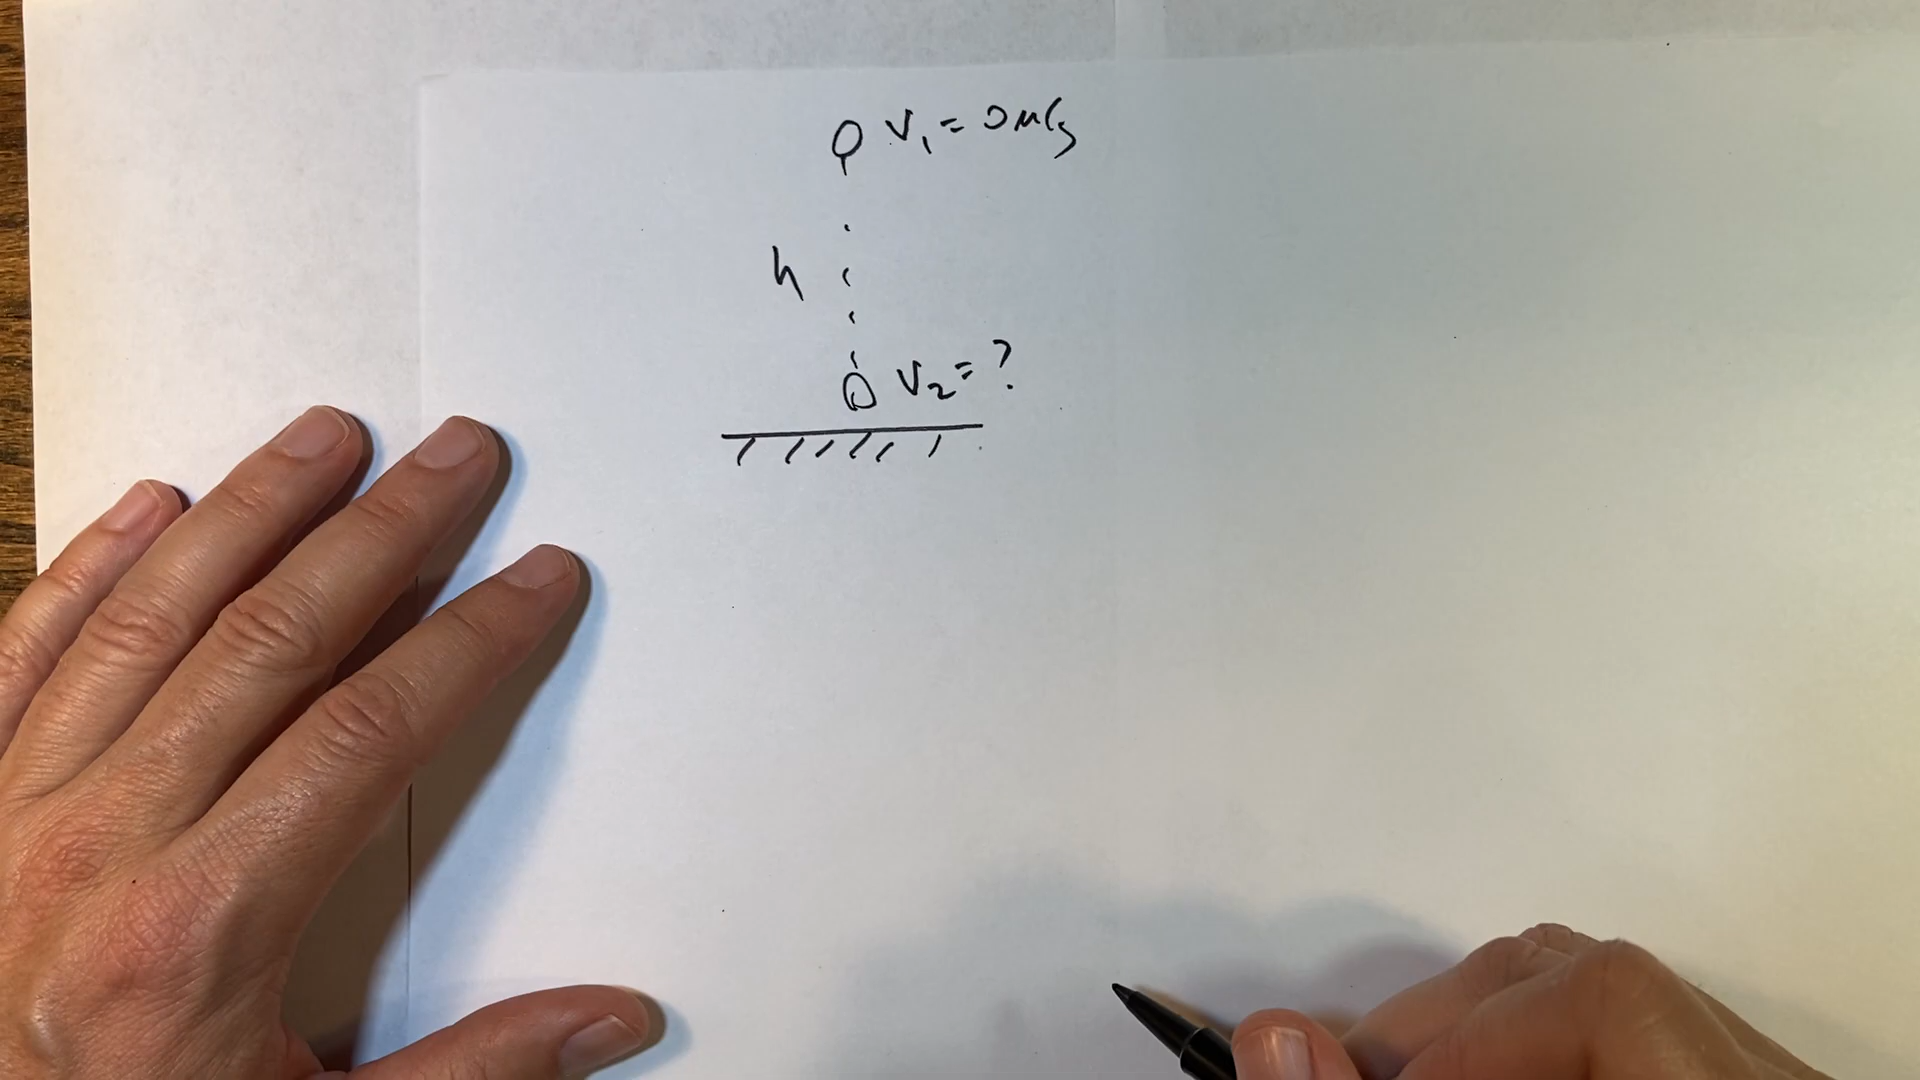 V₁ = 0 m/s
h
V₂ = ?